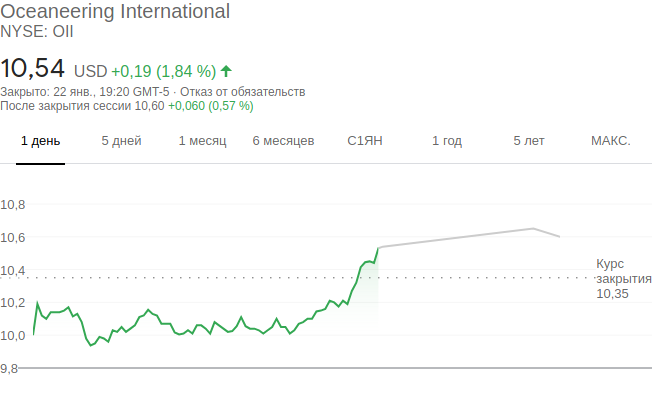 Oceaneering International
NYSE: OII
10,54 USD +0,19 (1,84 %)
Закрыто: 22 янв., 19:20 GMT-5 · Отказ от обязательств
После закрытия сессии 10,60 +0,060 (0,57 %)
1 день 5 дней 1 месяц 6 месяцев С1ЯН 1 год 5 лет МАКС.
10,8
10,6
10,4
10,2
10,0
9,8
Курс
закрытия
10,35